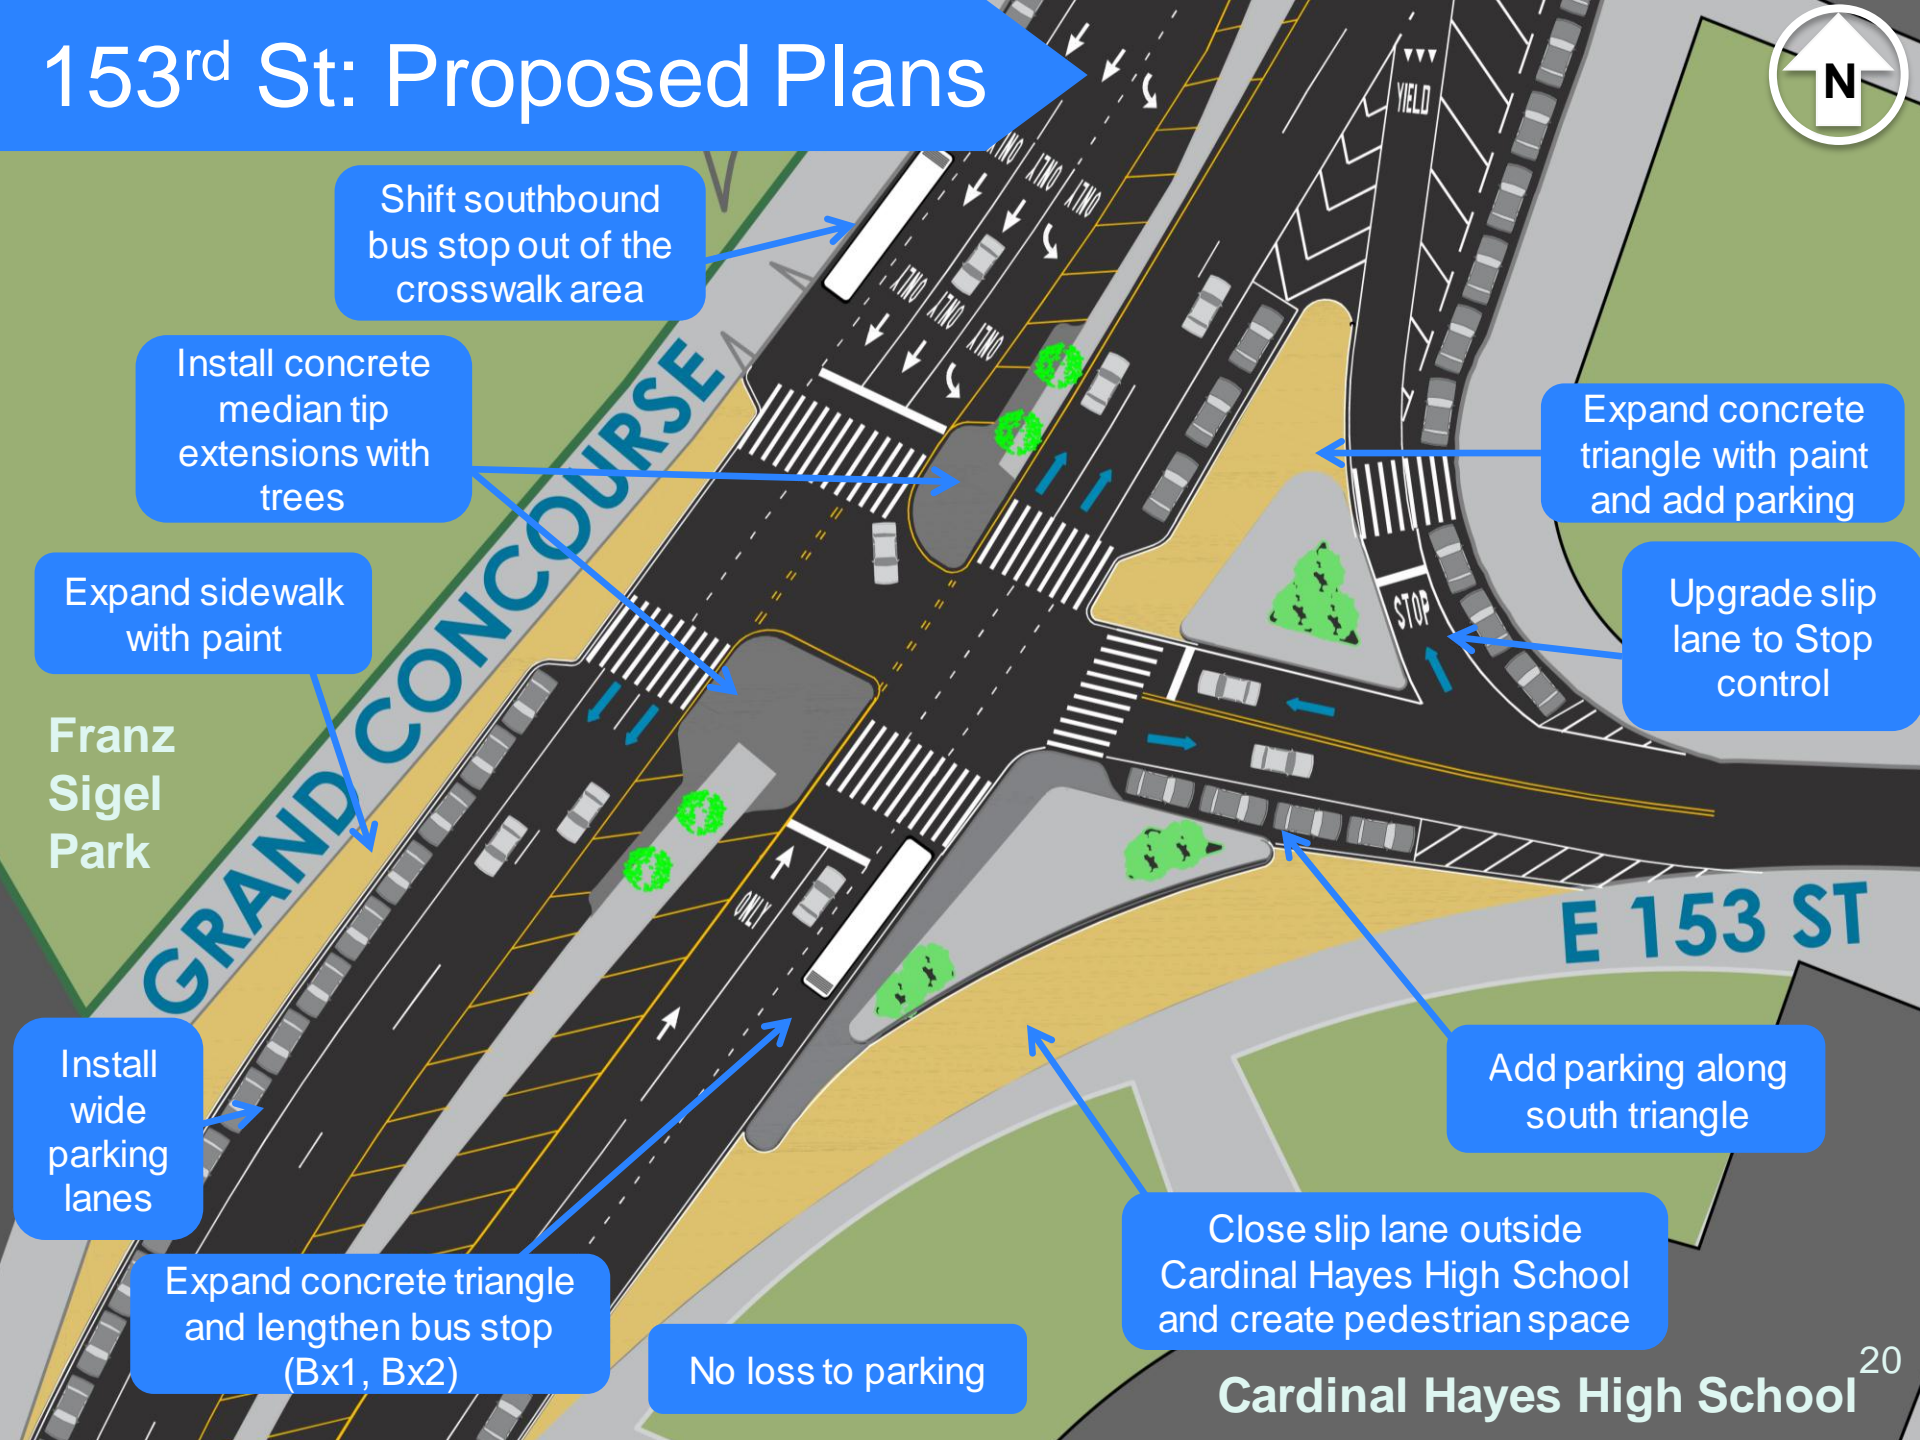 153rd St: Proposed Plans
N
YIELD
ONLY ONLY ONLY
Shift southbound
bus stop out of the
crosswalk area
ONLY ONLY ONLY
Install concrete
median tip
extensions with
trees
Expand concrete
triangle with paint
and add parking
Expand sidewalk
with paint
Upgrade slip
lane to Stop
control
STOP
GRAND CONCOURSE
Franz
Sigel
Park
ONLY
E 153 ST
Install
wide
parking
lanes
Add parking along
south triangle
Close slip lane outside
Cardinal Hayes High School
and create pedestrian space
Expand concrete triangle
and lengthen bus stop
(Bx1, Bx2)
No loss to parking
Cardinal Hayes High School
20